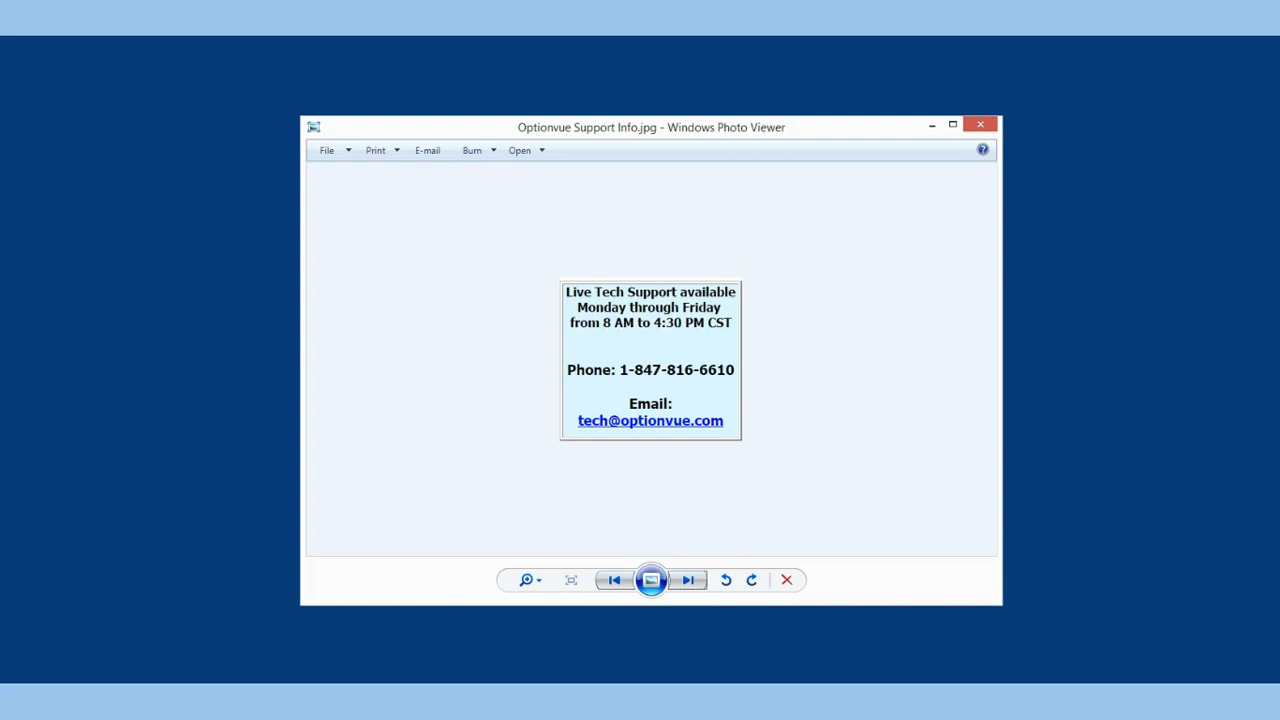 Optionvue Support Info.jpg - Windows Photo Viewer
File Print E-mail Burn Open
Live Tech Support available
Monday through Friday
from 8 AM to 4:30 PM CST
Phone: 1-847-816-6610
Email:
tech@optionvue.com